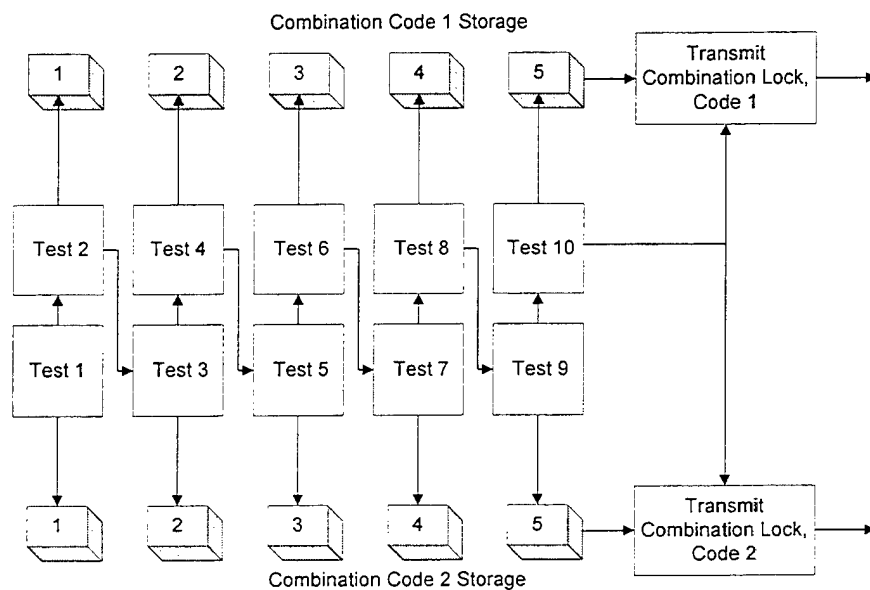 Combination Code 1 Storage
1
2
3
4
5
Transmit
Combination Lock,
Code 1
Test 2
Test 4
Test 6
Test 8
Test 10
Test 1
Test 3
Test 5
Test 7
Test 9
1
2
3
4
5
Transmit
Combination Lock,
Code 2
Combination Code 2 Storage